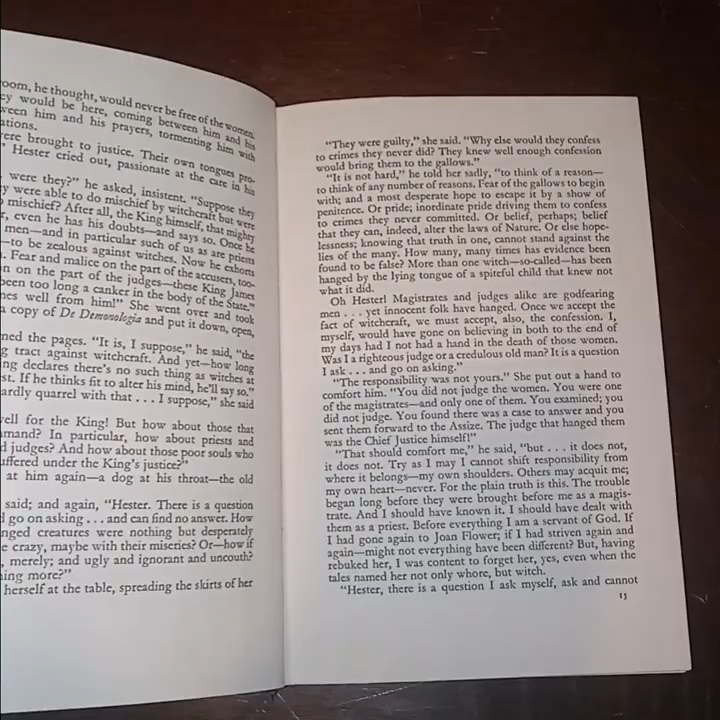 room, he thought, would never be free of the women.
ey would be here, coming between him and his
ween him and his prayers, tormenting him with
ations.
ere brought to justice. Their own tongues pro-
" Hester cried out, passionate at the care in his
were they?" he asked, insistent. "Suppose they
y were able to do mischief by witchcraft but were
o mischief? After all, the King himself, that mighty
r, even he has his doubts—and says so. Once he
men—and in particular such of us as are priests
—to be zealous against witches. Now he exhorts
. Fear and malice on the part of the accusers, too-
n on the part of the judges—these King James
been too long a canker in the body of the State."
nes well from him!" She went over and took
a copy of De Demonologia and put it down, open,
ned the pages. "It is, I suppose," he said, "the
g tract against witchcraft. And yet—how long
ing declares there's no such thing as witches at
st. If he thinks fit to alter his mind, he'll say so."
ardly quarrel with that . . . I suppose," she said
well for the King! But how about those that
mmand? In particular, how about priests and
d judges? And how about those poor souls who
uffered under the King's justice?"
at him again—a dog at his throat—the old
said; and again, "Hester. There is a question
d go on asking . . . and can find no answer. How
nged creatures were nothing but desperately
e crazy, maybe with their miseries? Or—how if
, merely; and ugly and ignorant and uncouth?
ning more?"
herself at the table, spreading the skirts of her
"They were guilty," she said. "Why else would they confess
to crimes they never did? They knew well enough confession
would bring them to the gallows."
"It is not hard," he told her sadly, "to think of a reason—
to think of any number of reasons. Fear of the gallows to begin
with; and a most desperate hope to escape it by a show of
penitence. Or pride; inordinate pride driving them to confess
to crimes they never committed. Or belief, perhaps; belief
that they can, indeed, alter the laws of Nature. Or else hope-
lessness; knowing that truth in one, cannot stand against the
lies of the many. How many, many times has evidence been
found to be false? More than one witch—so-called—has been
hanged by the lying tongue of a spiteful child that knew not
what it did.
Oh Hester! Magistrates and judges alike are godfearing
men . . . yet innocent folk have hanged. Once we accept the
fact of witchcraft, we must accept, also, the confession. I,
myself, would have gone on believing in both to the end of
my days had I not had a hand in the death of those women.
Was I a righteous judge or a credulous old man? It is a question
I ask . . . and go on asking."
"The responsibility was not yours." She put out a hand to
comfort him. "You did not judge the women. You were one
of the magistrates—and only one of them. You examined; you
did not judge. You found there was a case to answer and you
sent them forward to the Assize. The judge that hanged them
was the Chief Justice himself!"
"That should comfort me," he said, "but . . . it does not,
it does not. Try as I may I cannot shift responsibility from
where it belongs—my own shoulders. Others may acquit me;
my own heart—never. For the plain truth is this. The trouble
began long before they were brought before me as a magis-
trate. And I should have known it. I should have dealt with
them as a priest. Before everything I am a servant of God. If
I had gone again to Joan Flower; if I had striven again and
again—might not everything have been different? But, having
rebuked her, I was content to forget her, yes, even when the
tales named her not only whore, but witch.
"Hester, there is a question I ask myself, ask and cannot
15